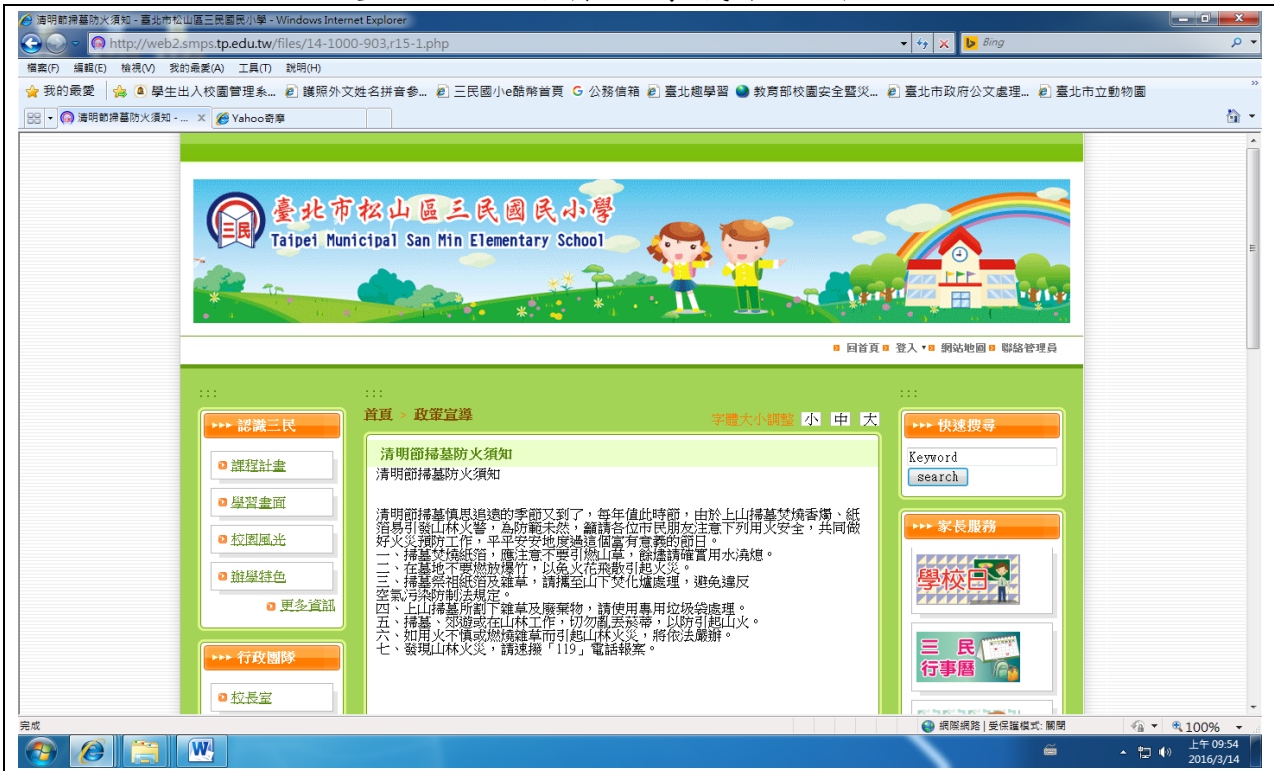 清明節掃墓防火須知 - 臺北市松山區三民國民小學 - Windows Internet Explorer
http://web2.smps.tp.edu.tw/files/14-1000-903,r15-1.php
Bing
檔案(F) 編輯(E) 檢視(V) 我的最愛(A) 工具(T) 說明(H)
我的最愛 學生出入校園管理系... 護照外文姓名拼音參... 三民國小e酷幣首頁 公務信箱 臺北趣學習 教育部校園安全暨災... 臺北市政府公文處理... 臺北市立動物園
清明節掃墓防火須知 - ... X Yahoo奇摩
三民
臺北市松山區三民國民小學
Taipei Municipal San Min Elementary School
回首頁 登入 網站地圖 聯絡管理員
認識三民
課程計畫
學習畫面
校園風光
辦學特色
更多資訊
行政團隊
校長室
首頁 > 政策宣導
字體大小調整 小 中 大
清明節掃墓防火須知
清明節掃墓防火須知
清明節掃墓慎思追遠的季節又到了，每年值此時節，由於上山掃墓焚燒香燭、紙
箔易引發山林火警，為防範未然，籲請各位市民朋友注意下列用火安全，共同做
好火災預防工作，平平安安地度過這個富有意義的節日。
一、掃墓焚燒紙箔，應注意不要引燃山草，餘燼請確實用水澆熄。
二、在墓地不要燃放爆竹，以免火花飛散引起火災。
三、掃墓祭祖紙箔及雜草，請攜至山下焚化爐處理，避免違反
空氣污染防制法規定。
四、上山掃墓所割下雜草及廢棄物，請使用專用垃圾袋處理。
五、掃墓、郊遊或在山林工作，切勿亂丟菸蒂，以防引起山火。
六、如用火不慎或燃燒雜草而引起山林火災，將依法嚴辦。
七、發現山林火災，請速撥「119」電話報案。
快速搜尋
Keyword
search
家長服務
學校日
三民
行事曆
完成
網際網路 | 受保護模式: 關閉
100%
上午 09:54
2016/3/14